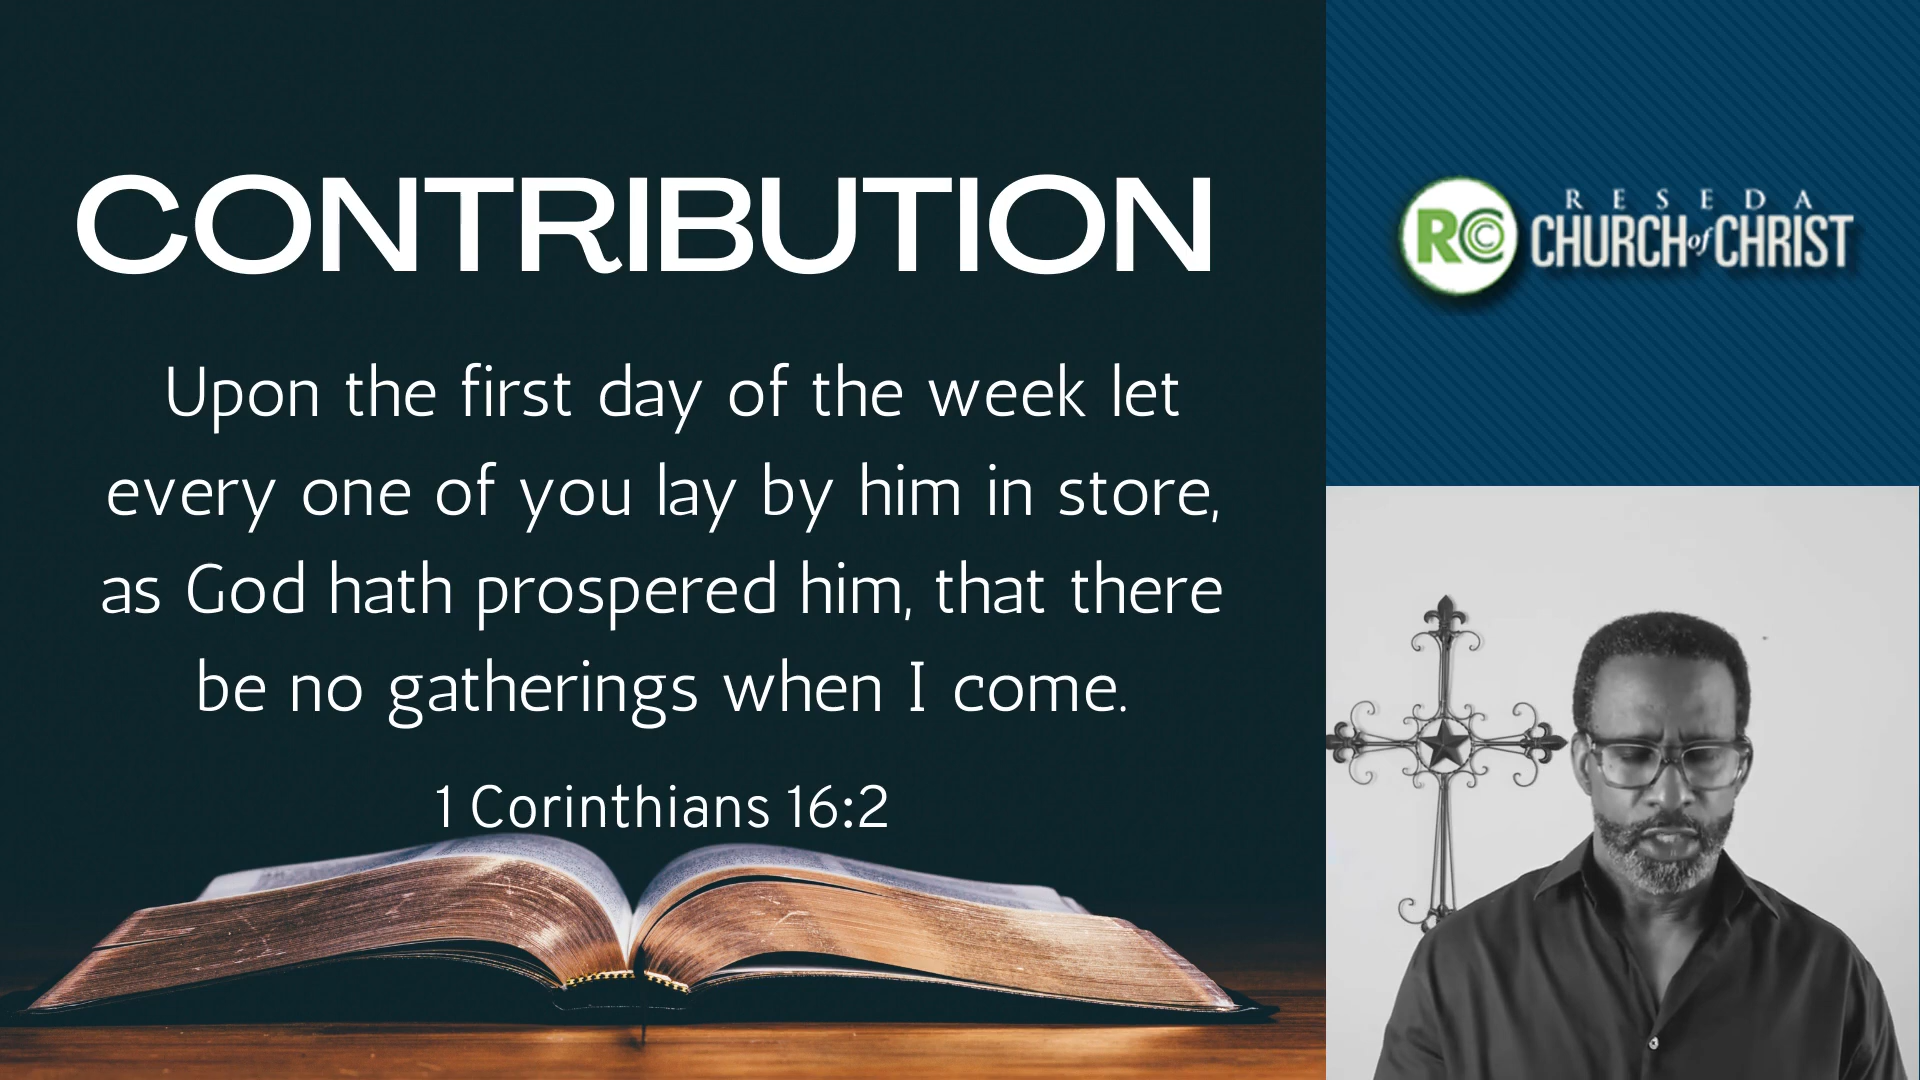 CONTRIBUTION
Upon the first day of the week let
every one of you lay by him in store,
as God hath prospered him, that there
be no gatherings when I come.
1 Corinthians 16:2
RCC
RESEDA
CHURCH of CHRIST